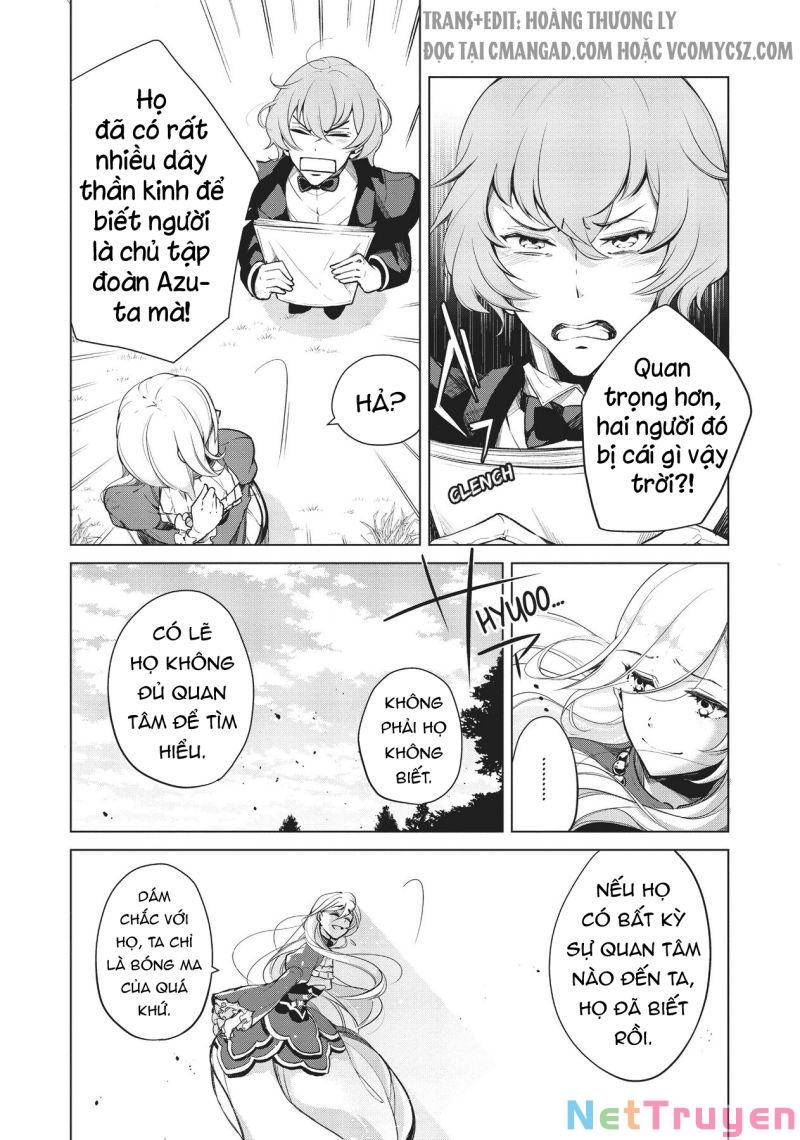 TRANS+EDIT: HOÀNG THƯƠNG LY
ĐỌC TẠI CMANGAD.COM HOẶC VCOMYCSZ.COM
Quan
trọng hơn,
hai người đó
bị cái gì vậy
trời?!
CLENCH
Họ
đã có rất
nhiều dây
thần kinh để
biết người
là chủ tập
đoàn Azu-
ta mà!
HẢ?
HYUOO...
.........
KHÔNG
PHẢI HỌ
KHÔNG
BIẾT.
CÓ LẼ
HỌ KHÔNG
ĐỦ QUAN
TÂM ĐỂ TÌM
HIỂU.
NẾU HỌ
CÓ BẤT KỲ
SỰ QUAN TÂM
NÀO ĐẾN TA,
HỌ ĐÃ BIẾT
RỒI.
DÁM
CHẮC VỚI
HỌ, TA CHỈ
LÀ BÓNG MA
CỦA QUÁ
KHỨ.
NetTruyen